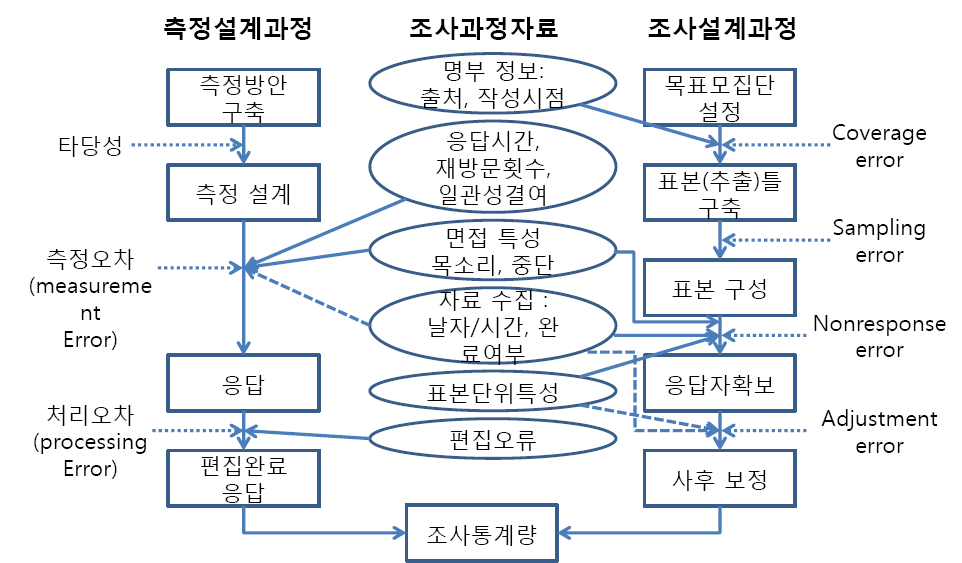 측정설계과정
조사과정자료
조사설계과정
측정방안
구축
타당성
측정 설계
측정오차
(measureme
nt
Error)
응답
처리오차
(processing
Error)
편집완료
응답
명부 정보:
출처, 작성시점
응답시간,
재방문횟수,
일관성결여
면접 특성
목소리, 중단
자료 수집 :
날자/시간, 완
료여부
표본단위특성
편집오류
조사통계량
목표모집단
설정
Coverage
error
표본(추출)틀
구축
Sampling
error
표본 구성
Nonresponse
error
응답자확보
Adjustment
error
사후 보정